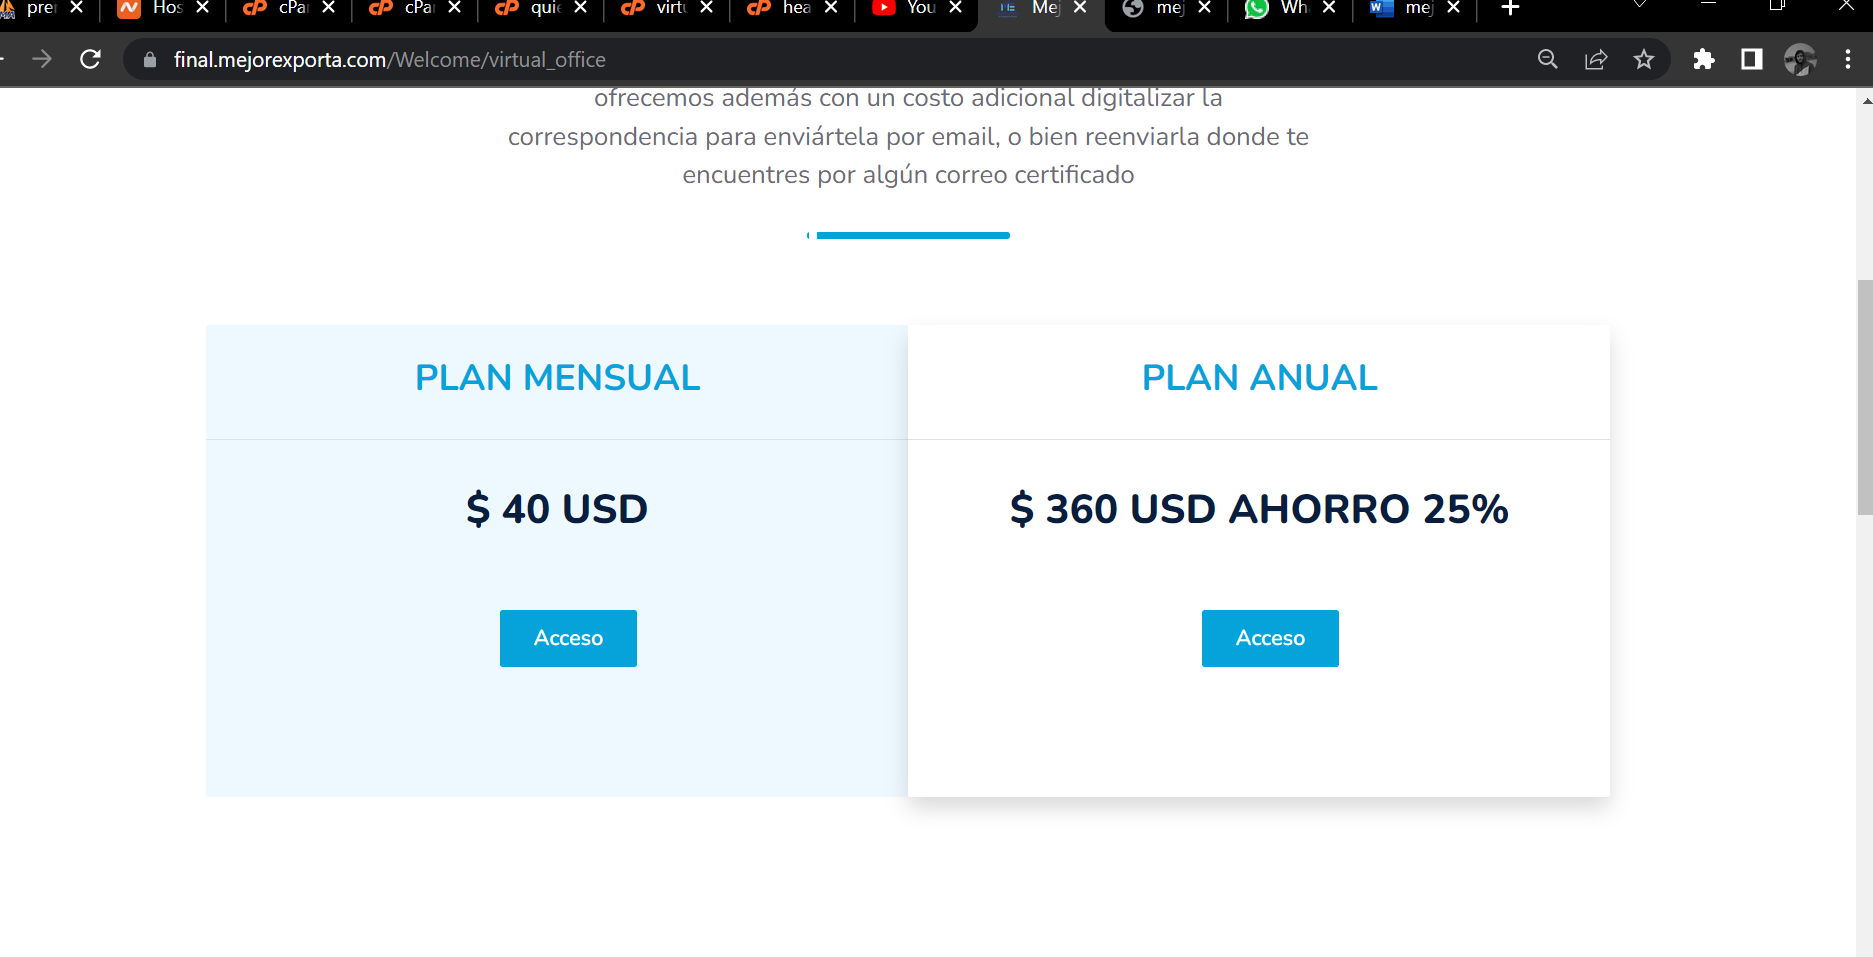 pre
Hos
cPa
cPa
quie
virtu
hea
You
Mej
mej
Wh
mej
final.mejorexporta.com/Welcome/virtual_office
ofrecemos además con un costo adicional digitalizar la
correspondencia para enviártela por email, o bien reenviarla donde te
encuentres por algún correo certificado
PLAN MENSUAL
PLAN ANUAL
$ 40 USD
$ 360 USD AHORRO 25%
Acceso
Acceso